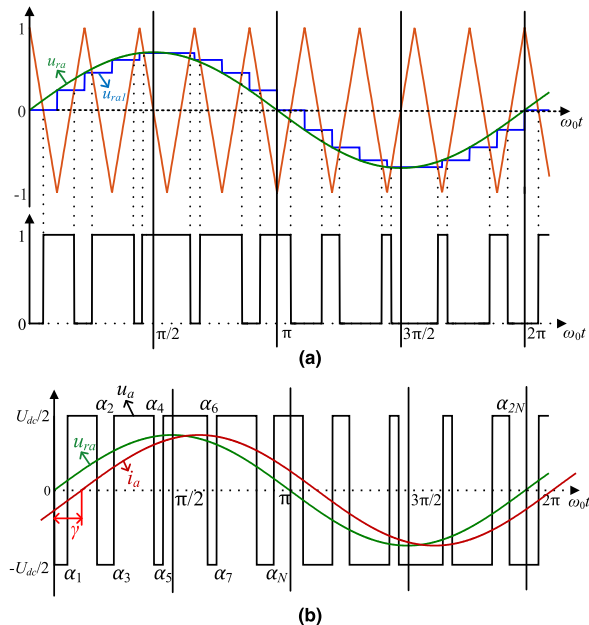 1
u_ra
u_ra1
0
ω₀t
-1
1
0
π/2
π
3π/2
2π
ω₀t
(a)
U_dc/2
α₂
u_a
α₄
α₆
α_2N
u_ra
i_a
0
π/2
π
3π/2
2π
ω₀t
γ
-U_dc/2
α₁
α₃
α₅
α₇
α_N
(b)